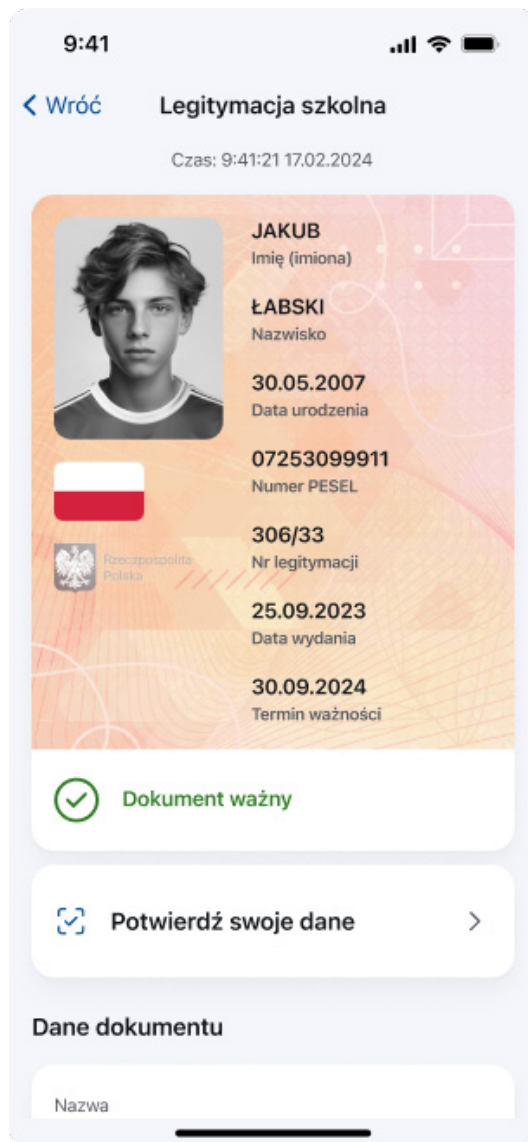 9:41
Wróć
Legitymacja szkolna
Czas: 9:41:21 17.02.2024
JAKUB
Imię (imiona)
ŁABSKI
Nazwisko
30.05.2007
Data urodzenia
07253099911
Numer PESEL
306/33
Nr legitymacji
25.09.2023
Data wydania
30.09.2024
Termin ważności
Rzeczpospolita
Polska
Dokument ważny
Potwierdź swoje dane
Dane dokumentu
Nazwa